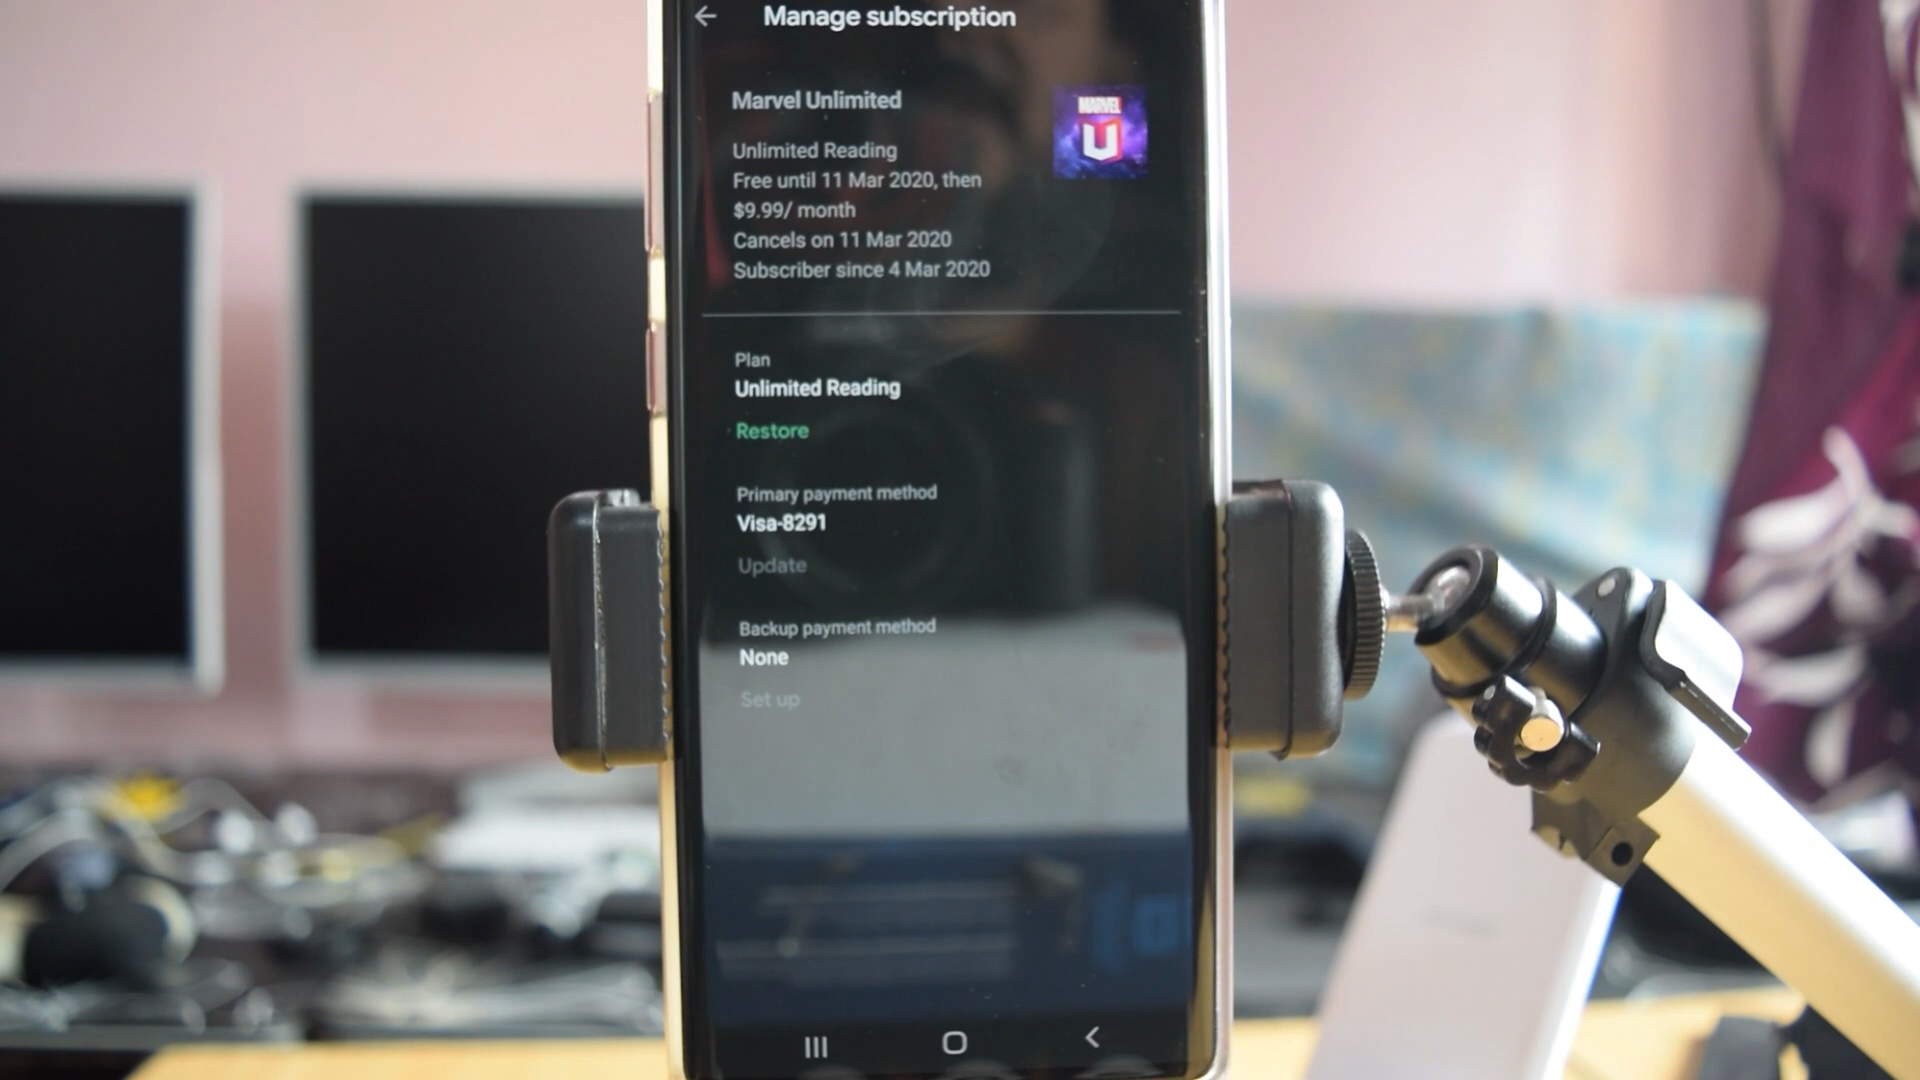 Manage subscription
Marvel Unlimited
MARVEL
U
Unlimited Reading
Free until 11 Mar 2020, then
$9.99/ month
Cancels on 11 Mar 2020
Subscriber since 4 Mar 2020
Plan
Unlimited Reading
Restore
Primary payment method
Visa-8291
Update
Backup payment method
None
Set up